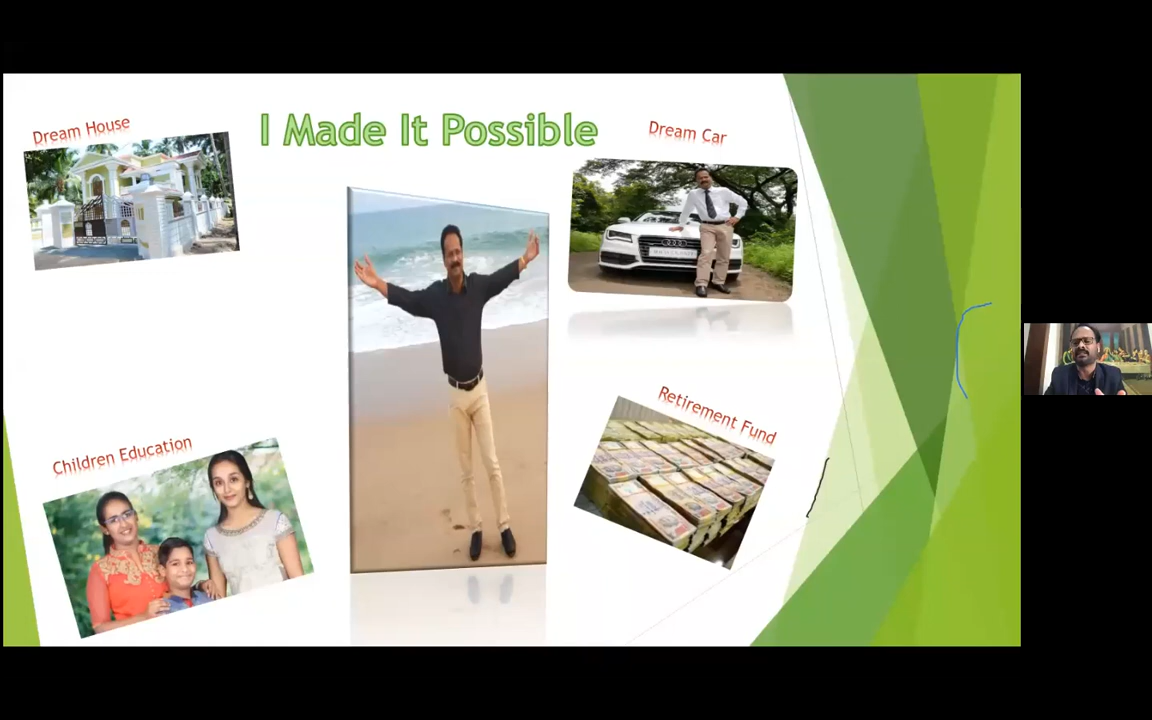 I Made It Possible
Dream House
Dream Car
Children Education
Retirement Fund